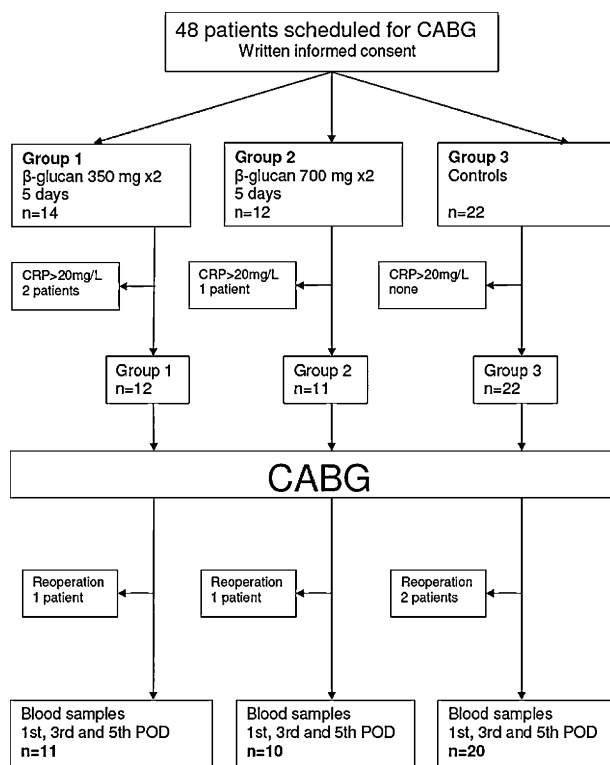 48 patients scheduled for CABG
Written informed consent
Group 1
β-glucan 350 mg x2
5 days
n=14
Group 2
β-glucan 700 mg x2
5 days
n=12
Group 3
Controls
n=22
CRP>20mg/L
2 patients
CRP>20mg/L
1 patient
CRP>20mg/L
none
Group 1
n=12
Group 2
n=11
Group 3
n=22
CABG
Reoperation
1 patient
Reoperation
1 patient
Reoperation
2 patients
Blood samples
1st, 3rd and 5th POD
n=11
Blood samples
1st, 3rd and 5th POD
n=10
Blood samples
1st, 3rd and 5th POD
n=20